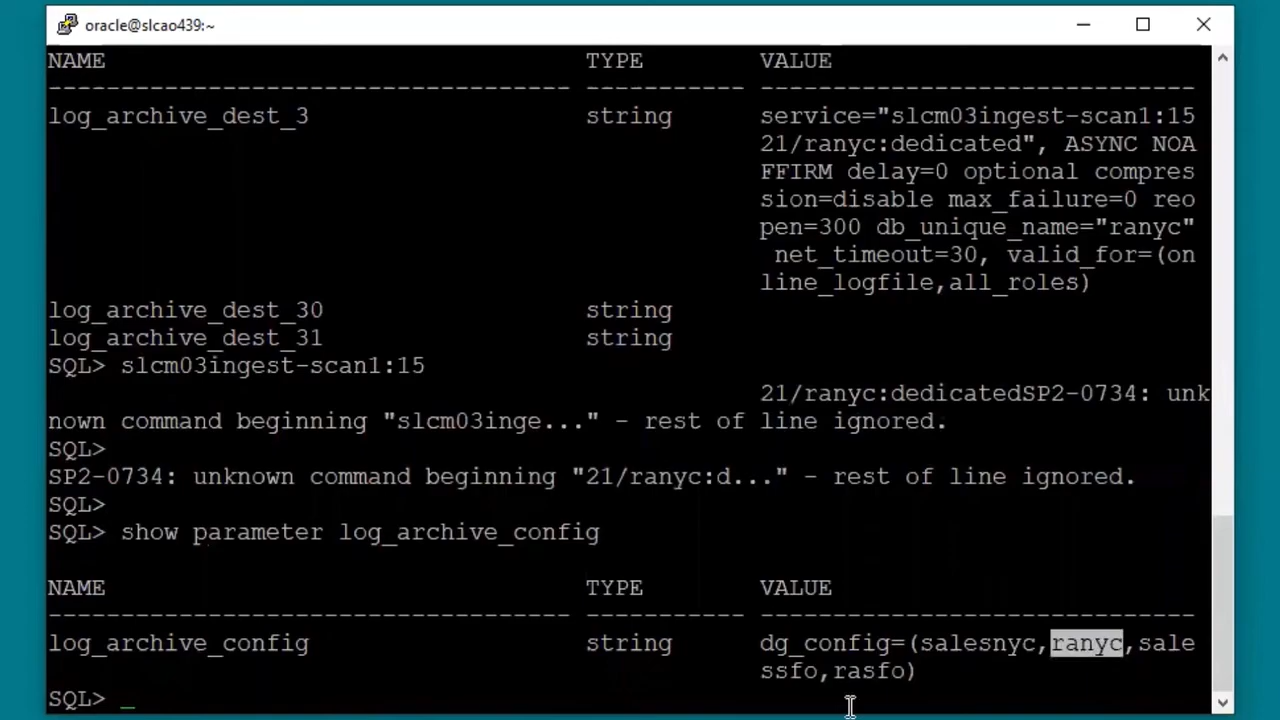 oracle@slcao439:~
NAME TYPE VALUE
------------------------------------ ----------- ------------------------------
log_archive_dest_3 string service="slcm03ingest-scan1:15
21/ranyc:dedicated", ASYNC NOA
FFIRM delay=0 optional compres
sion=disable max_failure=0 reo
pen=300 db_unique_name="ranyc"
net_timeout=30, valid_for=(on
line_logfile,all_roles)
log_archive_dest_30 string
log_archive_dest_31 string
SQL> slcm03ingest-scan1:15
21/ranyc:dedicatedSP2-0734: unk
nown command beginning "slcm03inge..." - rest of line ignored.
SQL>
SP2-0734: unknown command beginning "21/ranyc:d..." - rest of line ignored.
SQL>
SQL> show parameter log_archive_config
NAME TYPE VALUE
------------------------------------ ----------- ------------------------------
log_archive_config string dg_config=(salesnyc,ranyc,sale
ssfo,rasfo)
SQL> _